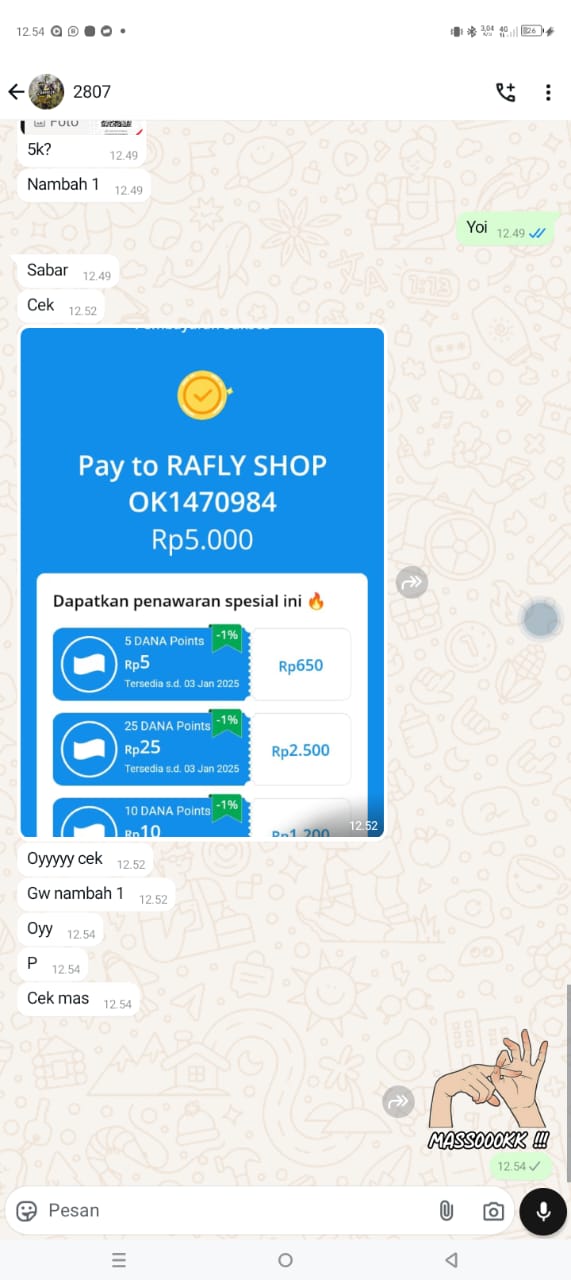 12.54
3,04
4G
26
2807
Foto
5k?
12.49
Nambah 1
12.49
Yoi
12.49
Sabar
12.49
Cek
12.52
Pay to RAFLY SHOP
OK1470984
Rp5.000
Dapatkan penawaran spesial ini 🔥
5 DANA Points
-1%
Rp5
Rp650
Tersedia s.d. 03 Jan 2025
25 DANA Points
-1%
Rp25
Rp2.500
Tersedia s.d. 03 Jan 2025
10 DANA Points
-1%
Rp10
Rp1.200
12.52
Oyyyyy cek
12.52
Gw nambah 1
12.52
Oyy
12.54
P
12.54
Cek mas
12.54
MASSOOOKK !!!
12.54
Pesan